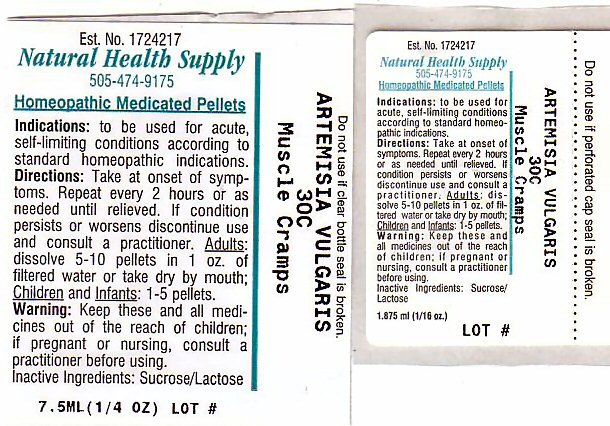 Est. No. 1724217
Natural Health Supply
505-474-9175
Homeopathic Medicated Pellets
Indications: to be used for acute,
self-limiting conditions according to
standard homeopathic indications.
Directions: Take at onset of symp-
toms. Repeat every 2 hours or as
needed until relieved. If condition
persists or worsens discontinue use
and consult a practitioner. Adults:
dissolve 5-10 pellets in 1 oz. of
filtered water or take dry by mouth;
Children and Infants: 1-5 pellets.
Warning: Keep these and all medi-
cines out of the reach of children;
if pregnant or nursing, consult a
practitioner before using.
Inactive Ingredients: Sucrose/Lactose
7.5ML(1/4 OZ) LOT #
Do not use if clear bottle seal is broken.
ARTEMISIA VULGARIS
30C
Muscle Cramps
Est. No. 1724217
Natural Health Supply
505-474-9175
Homeopathic Medicated Pellets
Indications: to be used for
acute, self-limiting conditions
according to standard homeo-
pathic indications.
Directions: Take at onset of
symptoms. Repeat every 2 hours
or as needed until relieved. If
condition persists or worsens
discontinue use and consult a
practitioner. Adults: dis-
solve 5-10 pellets in 1 oz. of fil-
tered water or take dry by mouth;
Children and Infants: 1-5 pellets.
Warning: Keep these and
all medicines out of the reach
of children; if pregnant or
nursing, consult a practitioner
before using.
Inactive Ingredients: Sucrose/
Lactose
1.875 ml (1/16 oz.)
LOT #
ARTEMISIA VULGARIS
30C
Muscle Cramps
Do not use if perforated cap seal is broken.